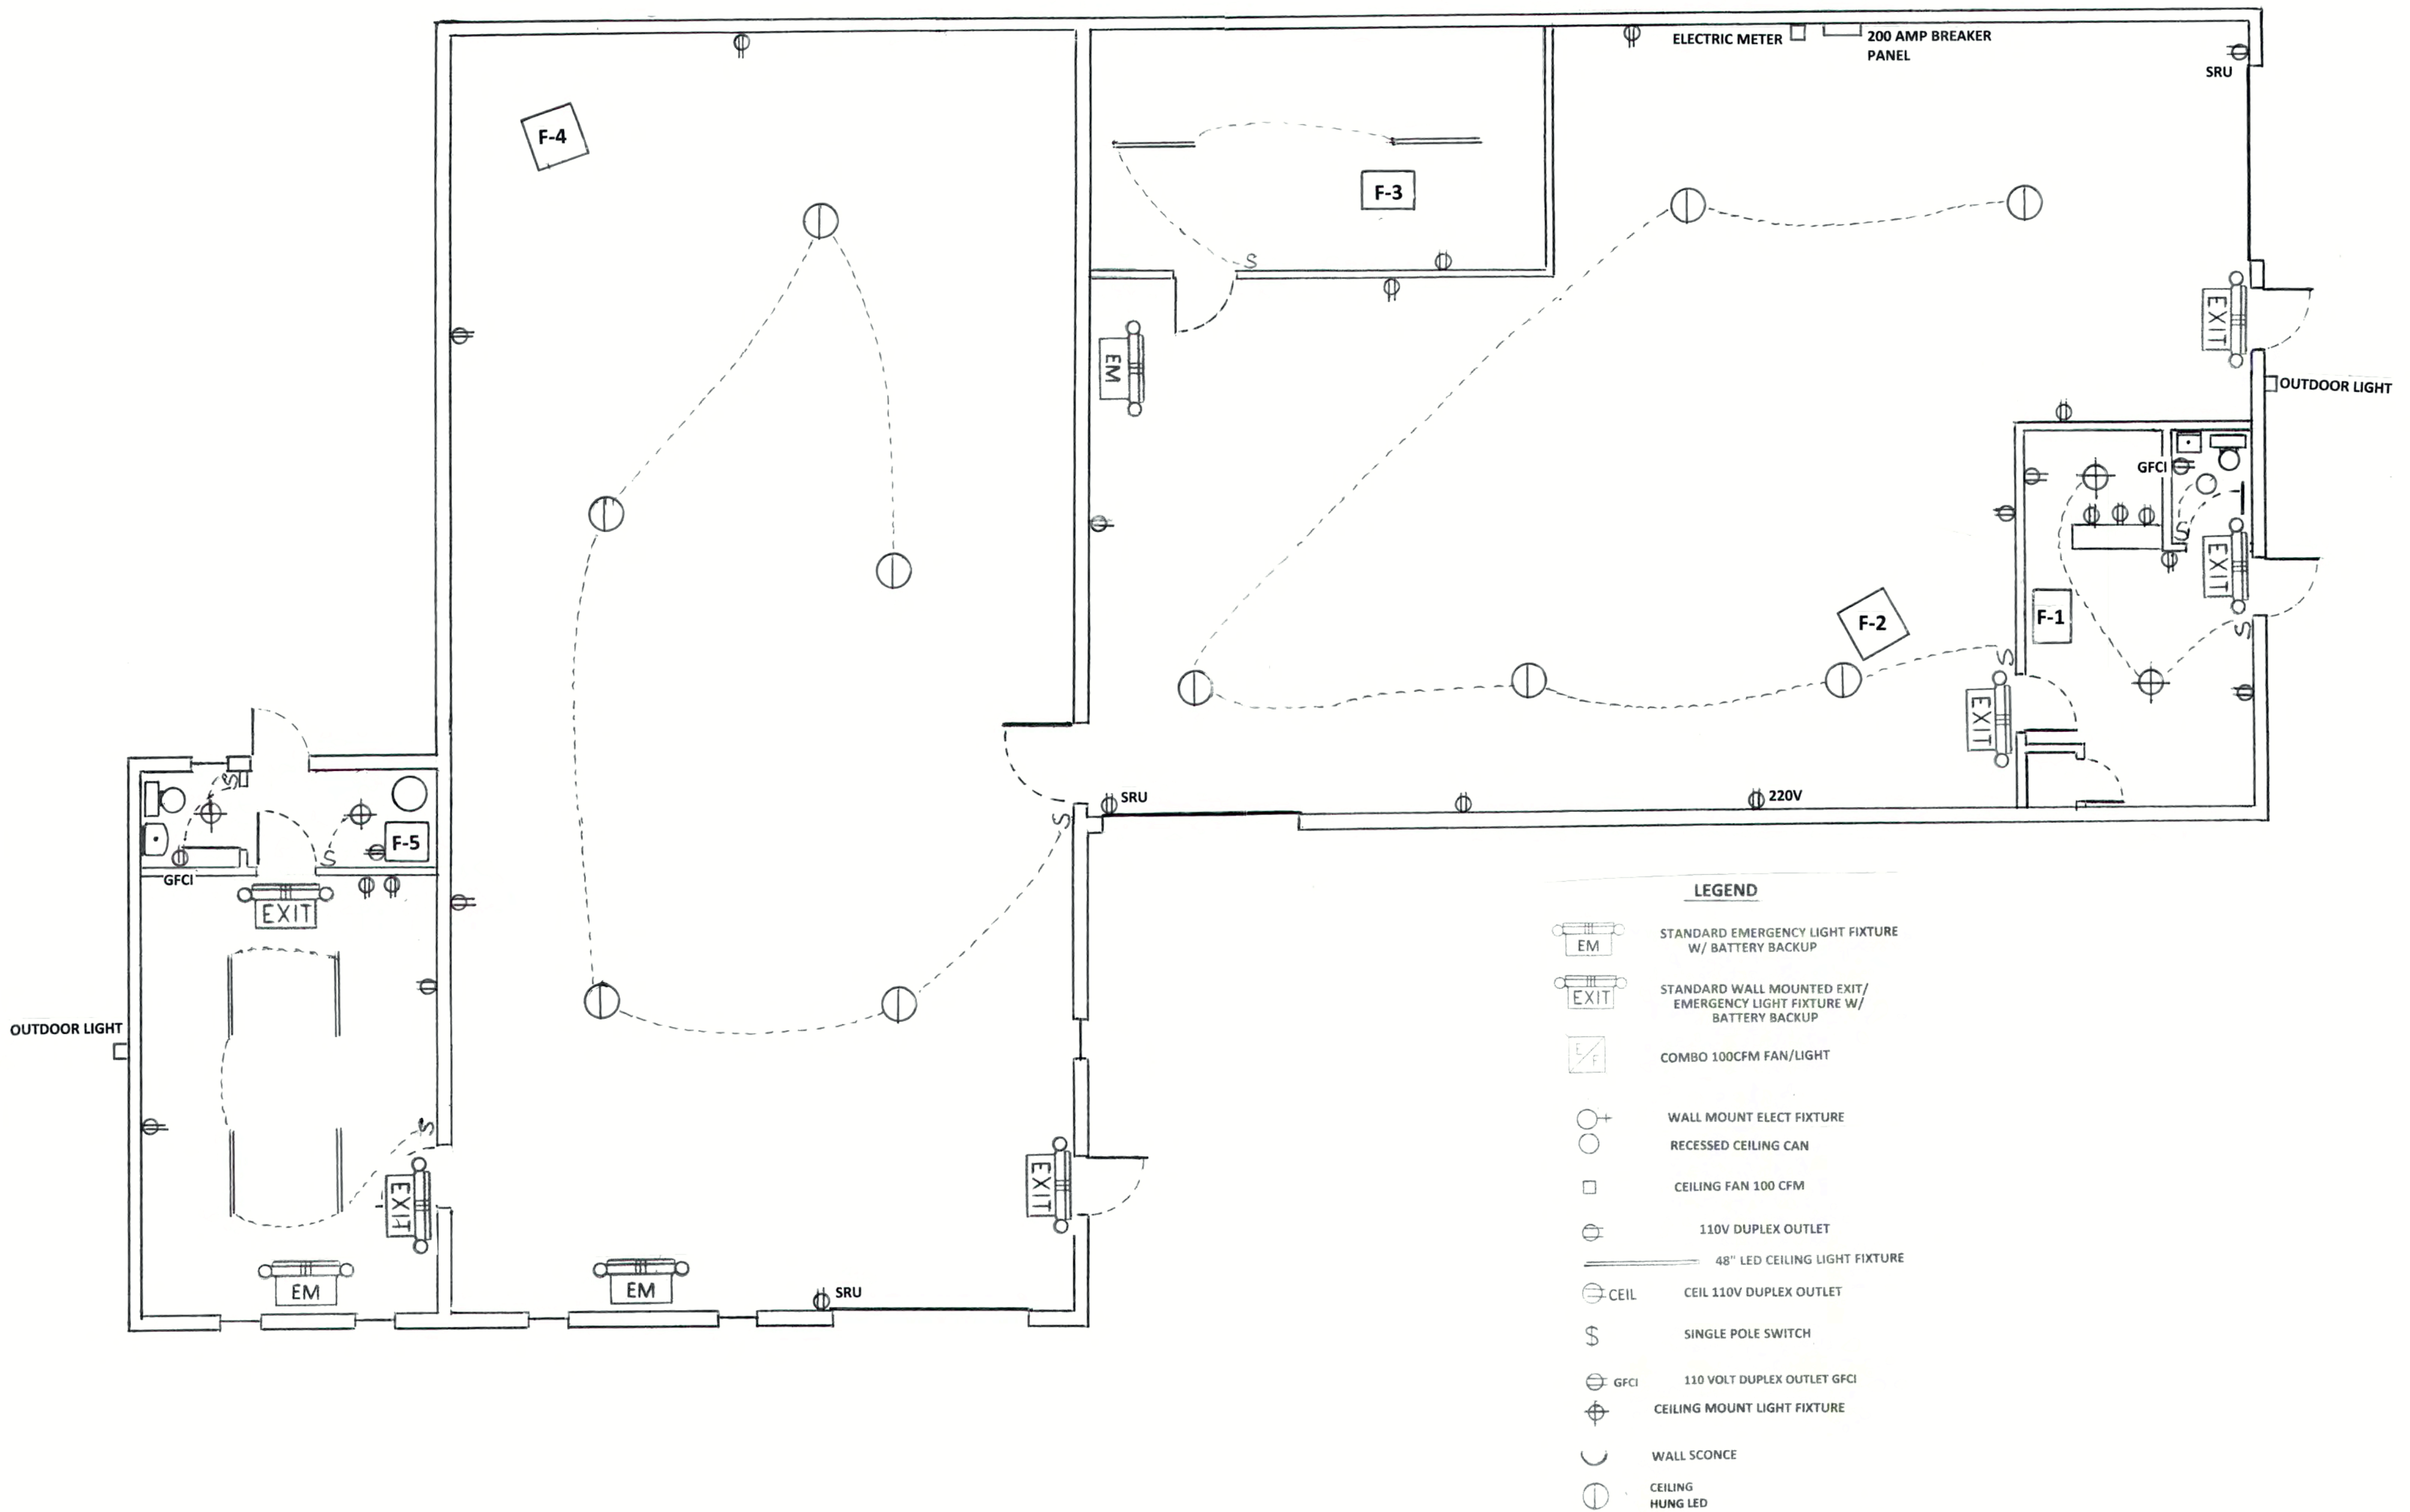 ELECTRIC METER
200 AMP BREAKER
PANEL
SRU
F-4
F-3
S
EXIT
EM
OUTDOOR LIGHT
GFCI
S
EXIT
F-1
F-2
S
S
EXIT
SRU
220V
S
S
F-5
S
GFCI
EXIT
OUTDOOR LIGHT
S
EXIT
EXIT
EM
EM
SRU
LEGEND
EM
STANDARD EMERGENCY LIGHT FIXTURE
W/ BATTERY BACKUP
EXIT
STANDARD WALL MOUNTED EXIT/
EMERGENCY LIGHT FIXTURE W/
BATTERY BACKUP
E/F
COMBO 100CFM FAN/LIGHT
WALL MOUNT ELECT FIXTURE
RECESSED CEILING CAN
CEILING FAN 100 CFM
110V DUPLEX OUTLET
48" LED CEILING LIGHT FIXTURE
CEIL
CEIL 110V DUPLEX OUTLET
$
SINGLE POLE SWITCH
GFCI
110 VOLT DUPLEX OUTLET GFCI
CEILING MOUNT LIGHT FIXTURE
WALL SCONCE
CEILING
HUNG LED